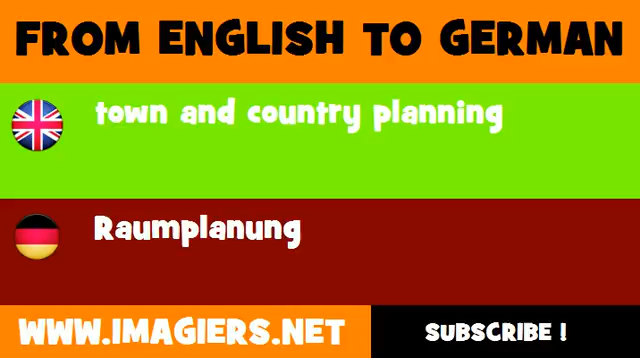 FROM ENGLISH TO GERMAN
town and country planning
Raumplanung
WWW.IMAGIERS.NET
SUBSCRIBE !